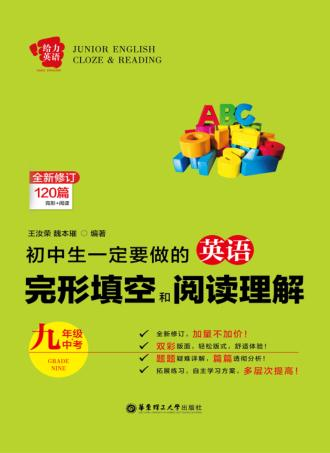 给力
英语
JUNIOR ENGLISH
CLOZE & READING
ABC
全新修订
120篇
完形+阅读
王汝荣 魏本璀 ◇ 编著
初中生一定要做的 英语
完形填空和阅读理解
九 年级
中考
GRADE
NINE
✓ 全新修订,加量不加价!
✓ 双彩版面,轻松版式,舒适体验!
✓ 题题疑难详解,篇篇透彻分析!
✓ 拓展练习,自主学习方案,多层次提高!
华东理工大学出版社